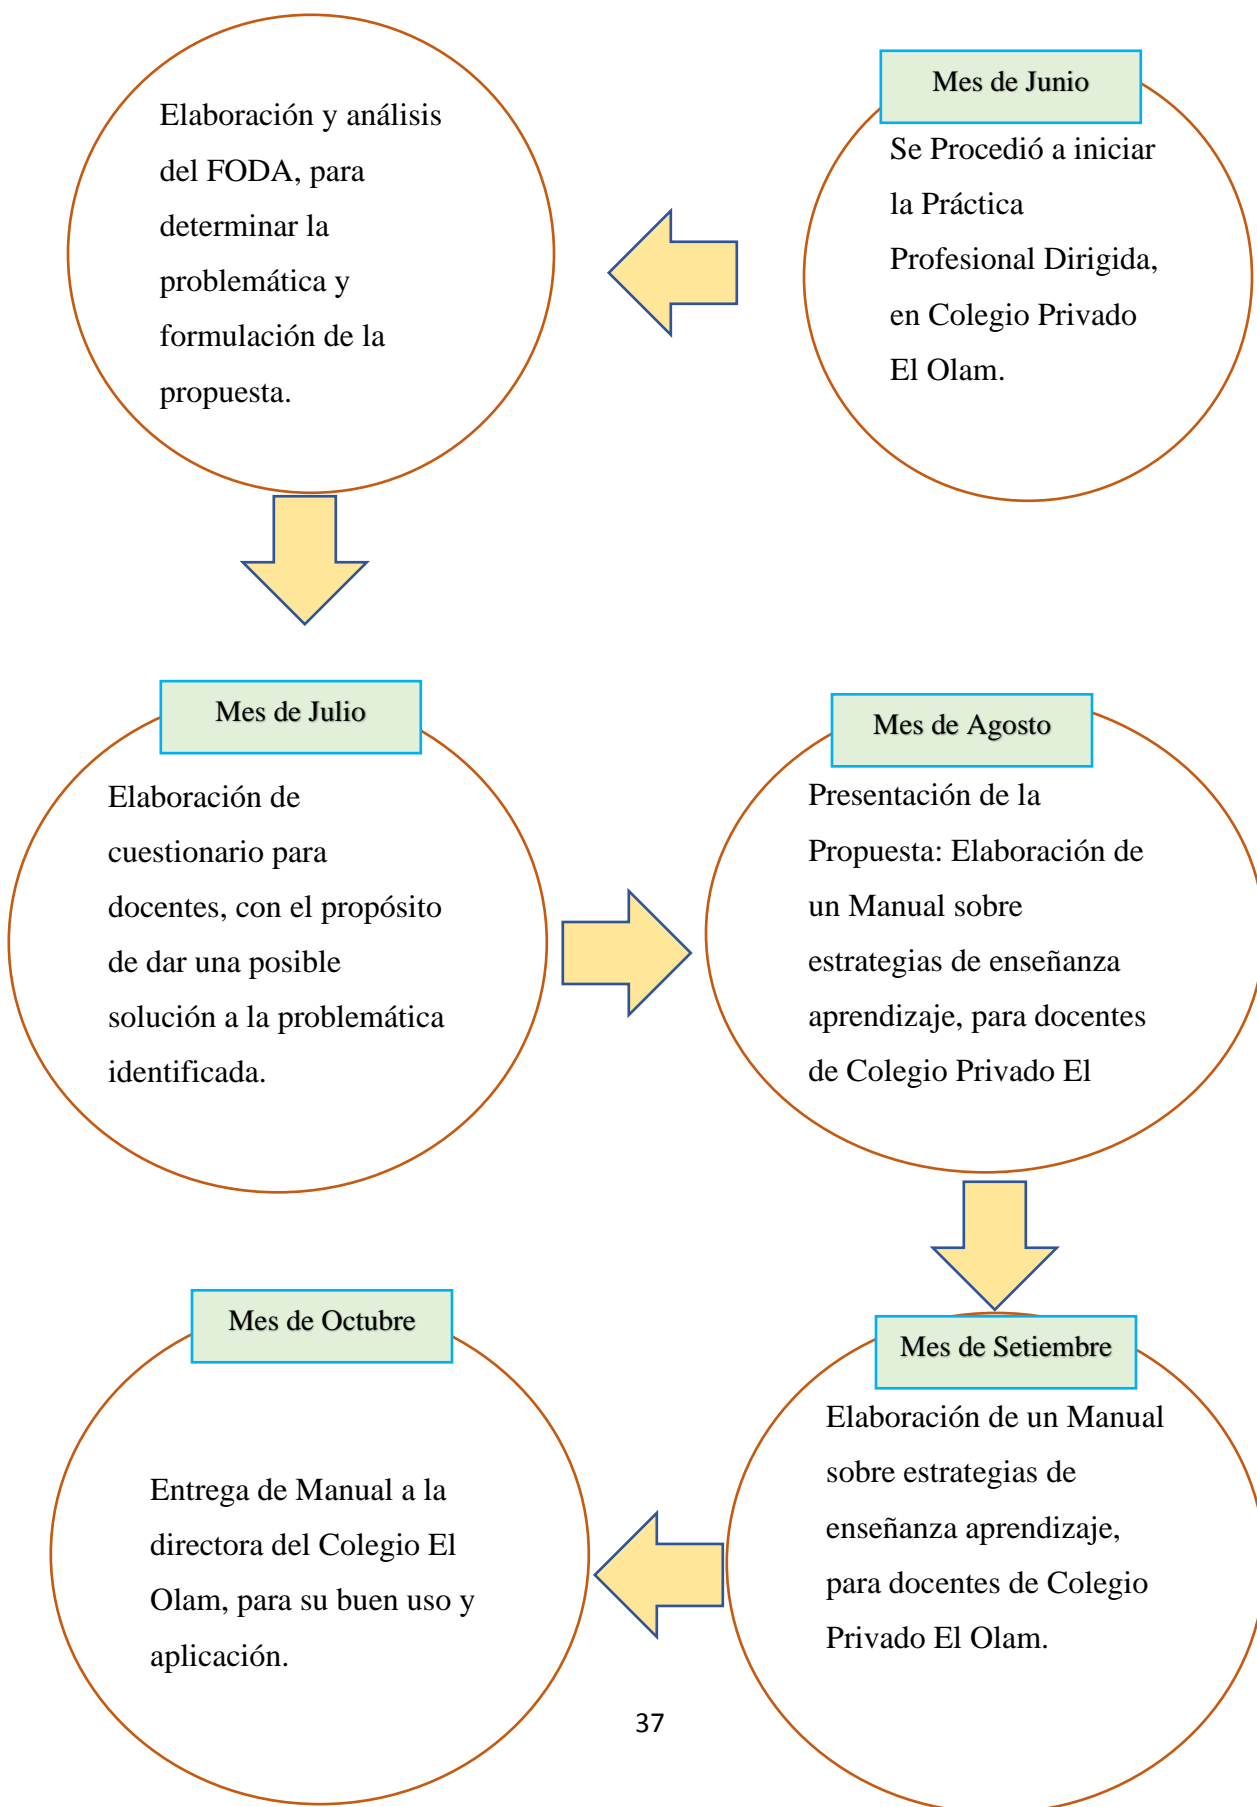 Mes de Junio
Se Procedió a iniciar
la Práctica
Profesional Dirigida,
en Colegio Privado
El Olam.
Elaboración y análisis
del FODA, para
determinar la
problemática y
formulación de la
propuesta.
Mes de Julio
Elaboración de
cuestionario para
docentes, con el propósito
de dar una posible
solución a la problemática
identificada.
Mes de Agosto
Presentación de la
Propuesta: Elaboración de
un Manual sobre
estrategias de enseñanza
aprendizaje, para docentes
de Colegio Privado El
Mes de Setiembre
Elaboración de un Manual
sobre estrategias de
enseñanza aprendizaje,
para docentes de Colegio
Privado El Olam.
Mes de Octubre
Entrega de Manual a la
directora del Colegio El
Olam, para su buen uso y
aplicación.
37